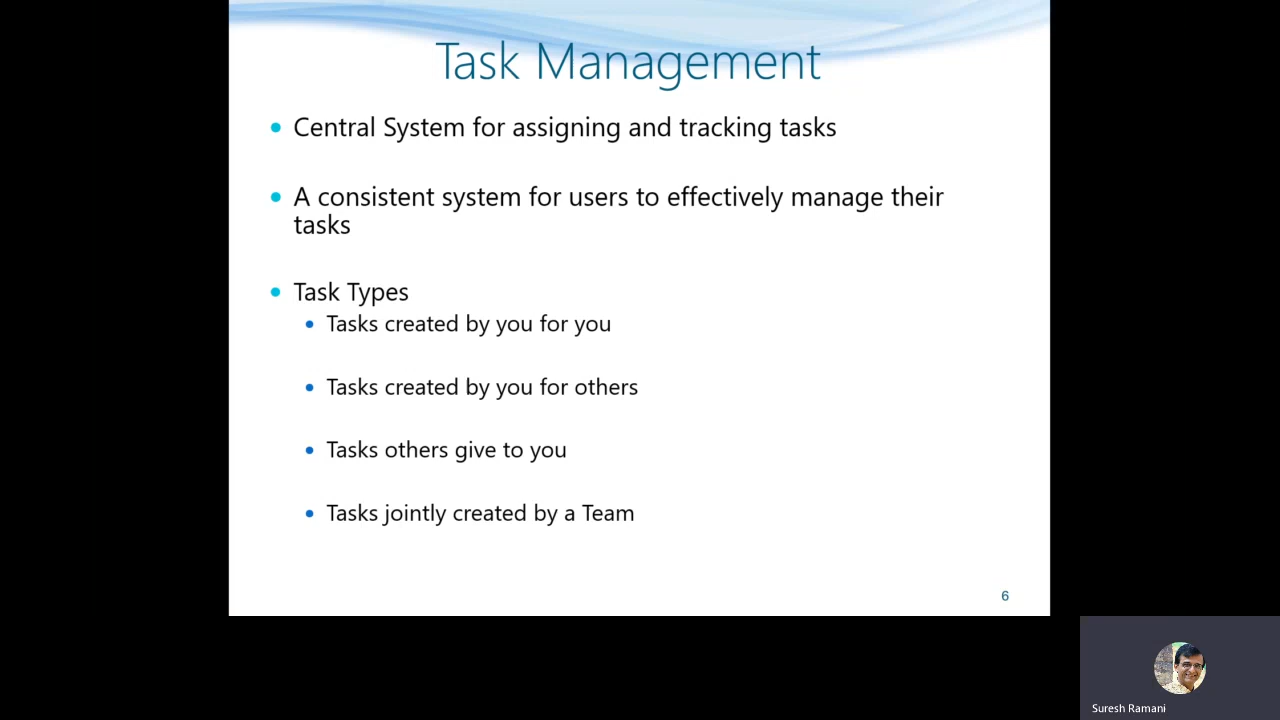 Task Management
Central System for assigning and tracking tasks
A consistent system for users to effectively manage their
tasks
Task Types
Tasks created by you for you
Tasks created by you for others
Tasks others give to you
Tasks jointly created by a Team
6
Suresh Ramani